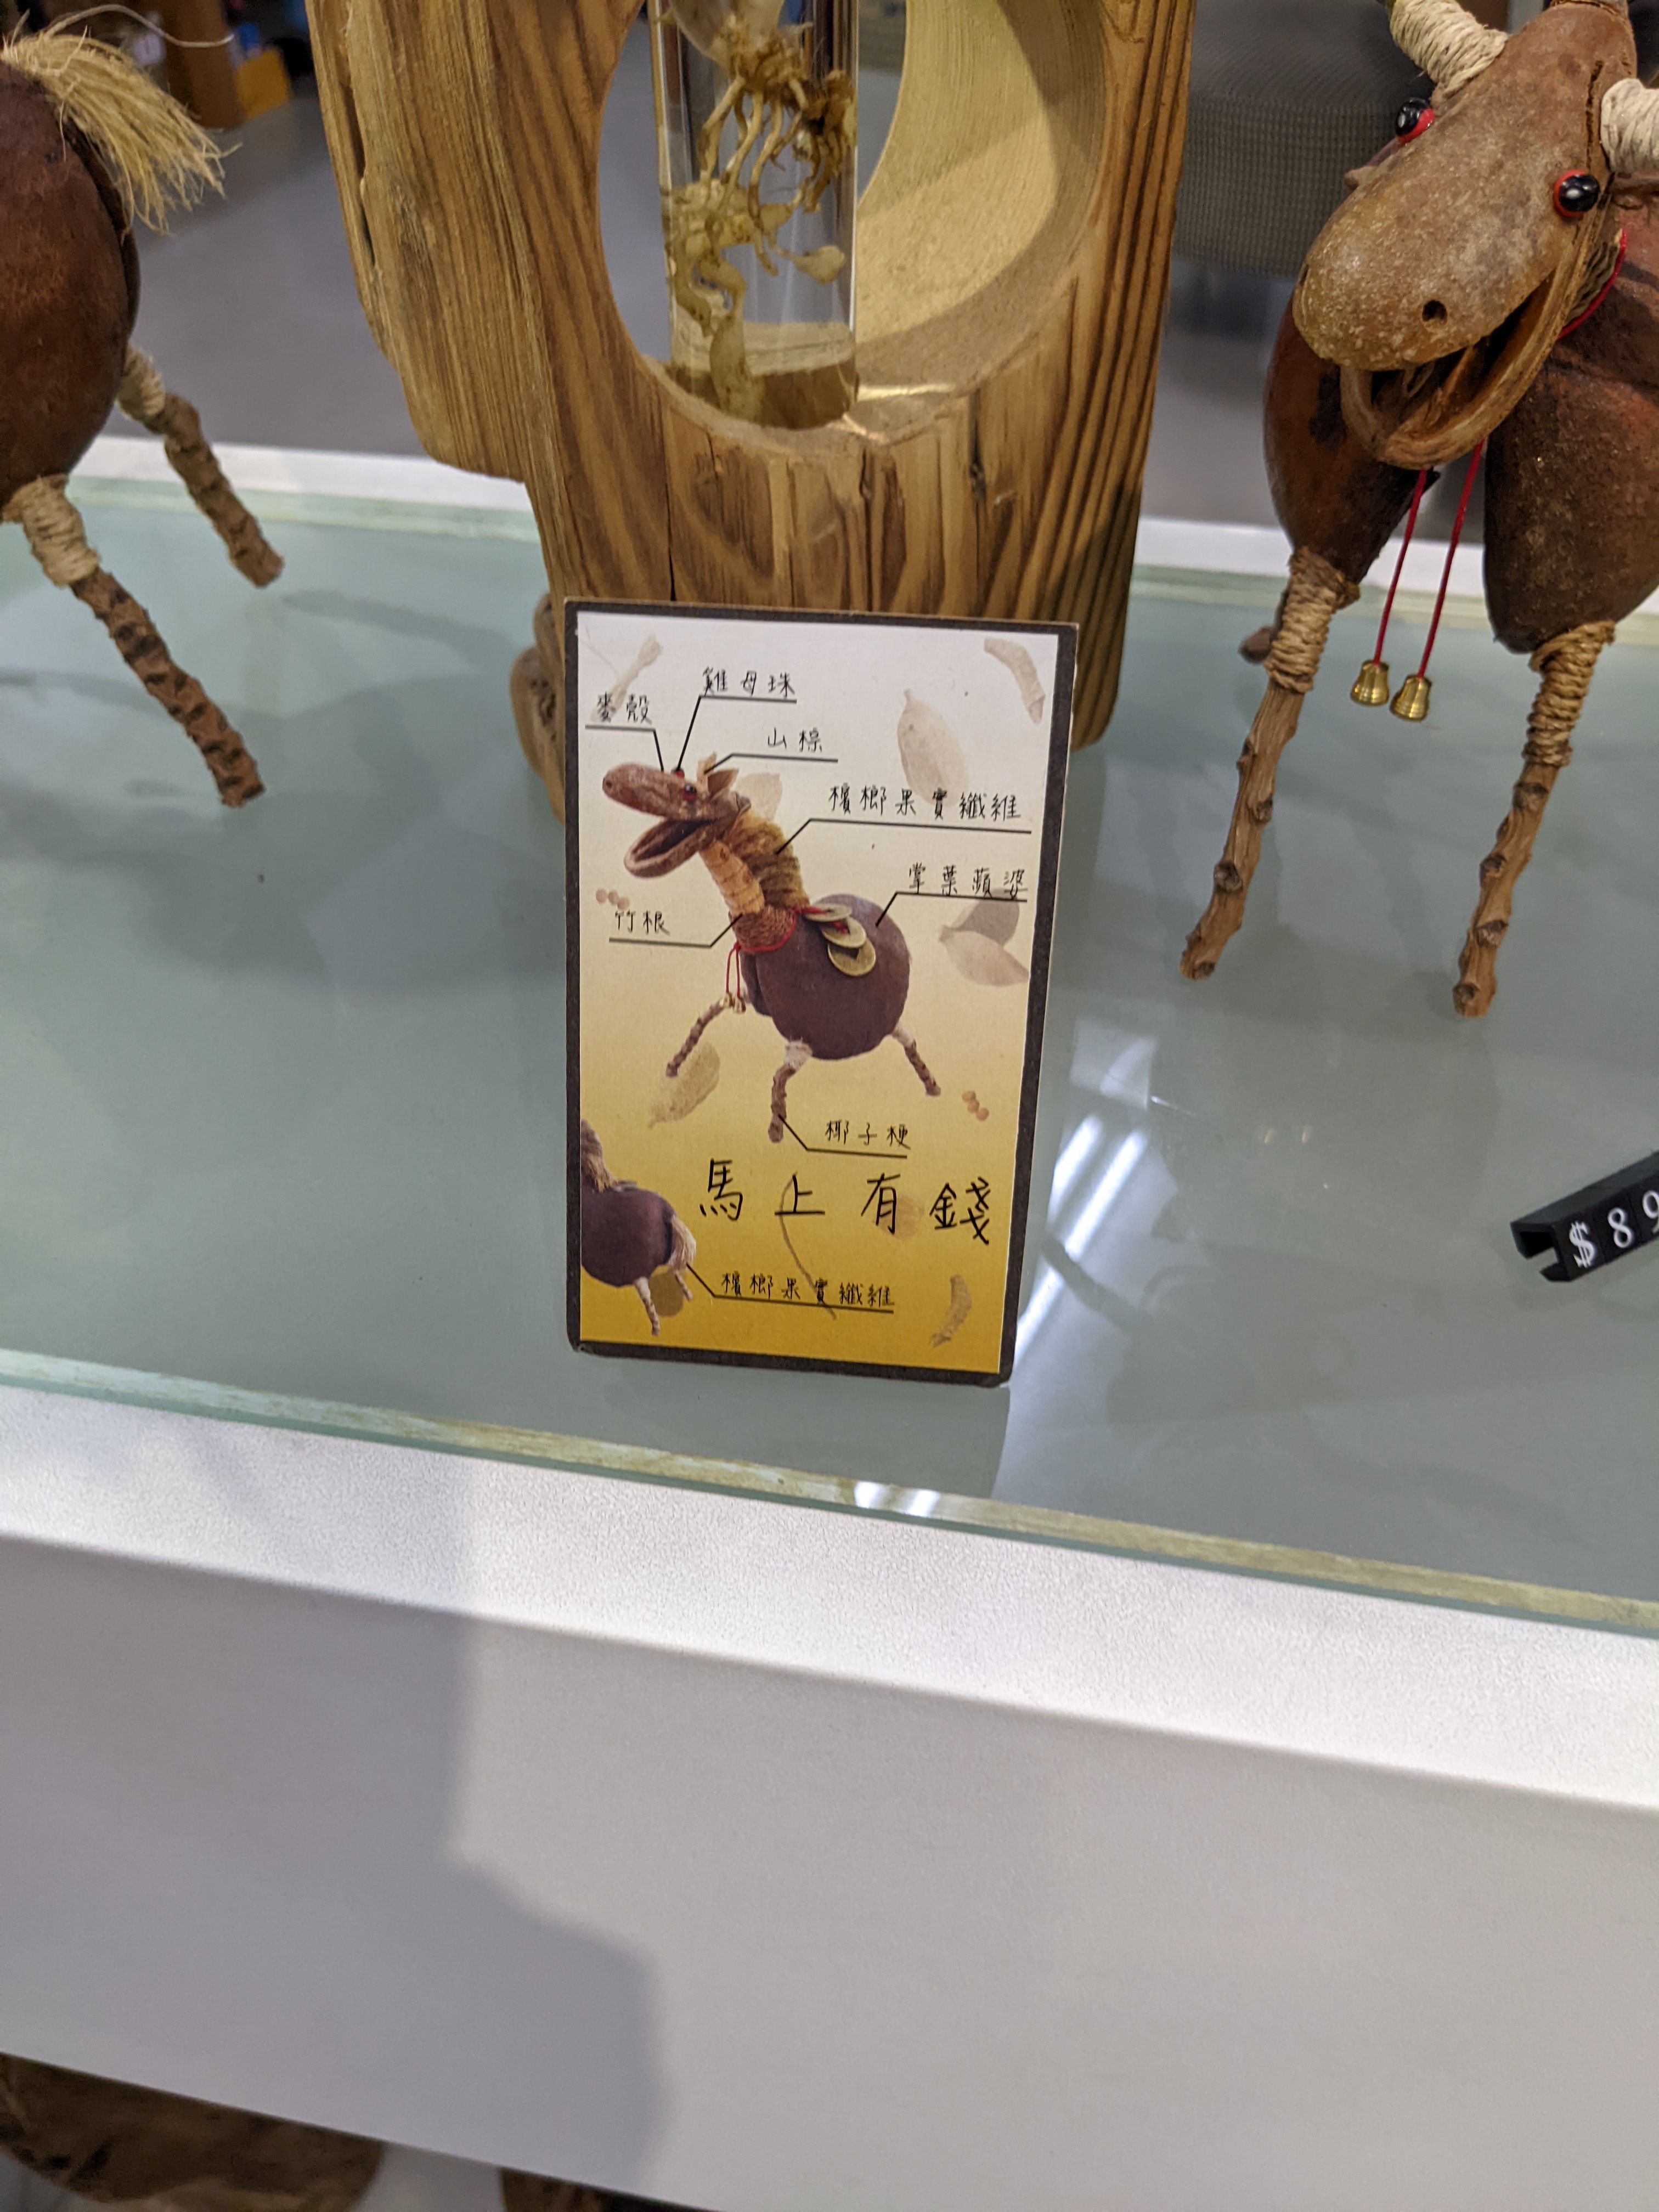 雞母珠
麥殼
山棕
檳榔果實纖維
掌葉蘋婆
竹根
椰子梗
馬上有錢
檳榔果實纖維
$89